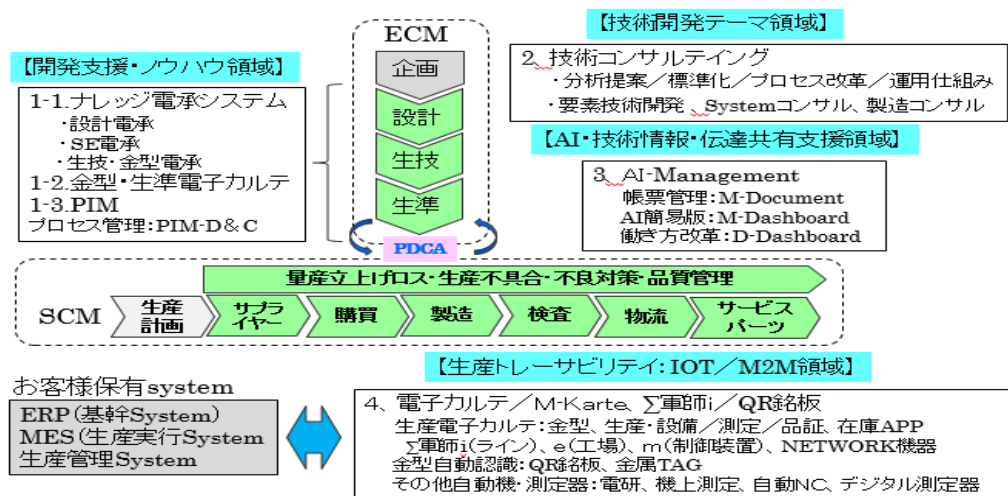 【開発支援・ノウハウ領域】
1-1.ナレッジ電承システム
・設計電承
・SE電承
・生技・金型電承
1-2.金型・生準電子カルテ
1-3.PIM
プロセス管理:PIM-D&C
ECM
企画
設計
生技
生準
PDCA
【技術開発テーマ領域】
2、技術コンサルテイング
・分析提案/標準化/プロセス改革/運用仕組み
・要素技術開発、Systemコンサル、製造コンサル
【AI・技術情報・伝達共有支援領域】
3、AI-Management
帳票管理:M-Document
AI簡易版:M-Dashboard
働き方改革:D-Dashboard
量産立上げロス・生産不具合・不良対策・品質管理
SCM
生産
計画
サプラ
イヤー
購買
製造
検査
物流
サービス
パーツ
【生産トレーサビリテイ:IOT/M2M領域】
お客様保有system
ERP(基幹System)
MES(生産実行System
生産管理System
4、電子カルテ/M-Karte、∑軍師i/QR銘板
生産電子カルテ:金型、生産・設備/測定/品証、在庫APP
∑軍師i(ライン)、e(工場)、m(制御装置)、NETWORK機器
金型自動認識:QR銘板、金属TAG
その他自動機・測定器:電研、機上測定、自動NC、デジタル測定器